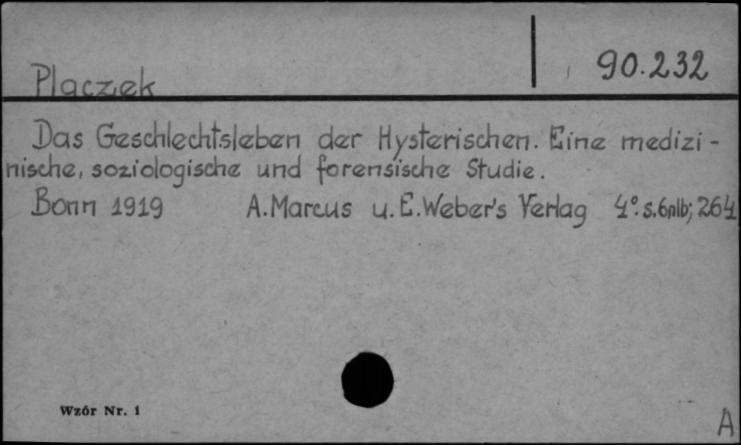 90.232
Placzek
Das Geschlechtsleben der Hysterischen. Eine medizi-
nische, soziologische und forensische Studie.
Bonn 1919 A. Marcus u. E. Weber's Verlag 4° s. 6nlb; 264
Wzór Nr. 1
A